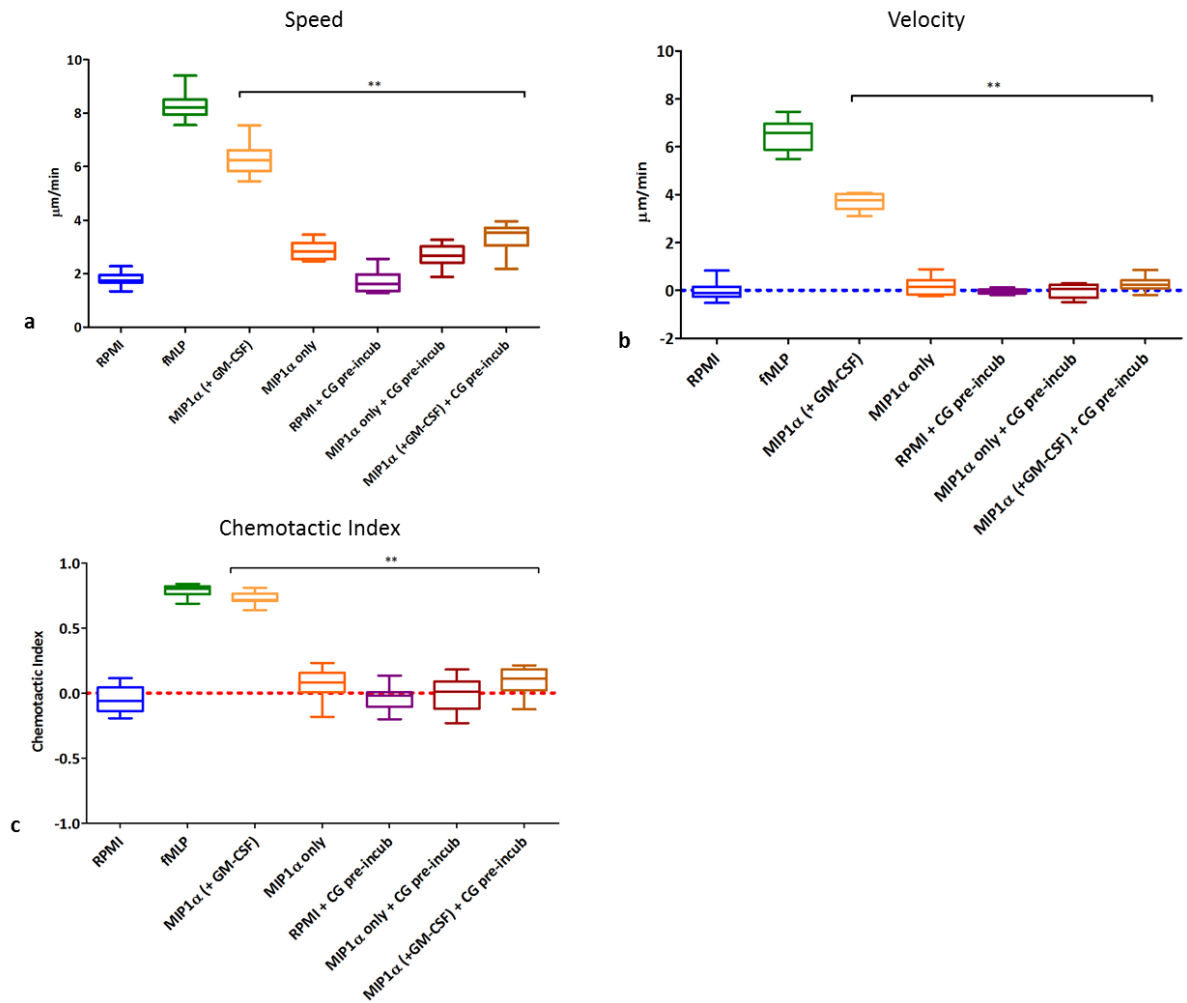 Speed
10
8
6
4
2
0
μm/min
**
a
RPMI
fMLP
MIP1α (+ GM-CSF)
MIP1α only
RPMI + CG pre-incub
MIP1α only + CG pre-incub
MIP1α (+GM-CSF) + CG pre-incub
Velocity
10
8
6
4
2
0
-2
μm/min
**
b
RPMI
fMLP
MIP1α (+ GM-CSF)
MIP1α only
RPMI + CG pre-incub
MIP1α only + CG pre-incub
MIP1α (+GM-CSF) + CG pre-incub
Chemotactic Index
1.0
0.5
0.0
-0.5
-1.0
Chemotactic Index
**
c
RPMI
fMLP
MIP1α (+ GM-CSF)
MIP1α only
RPMI + CG pre-incub
MIP1α only + CG pre-incub
MIP1α (+GM-CSF) + CG pre-incub